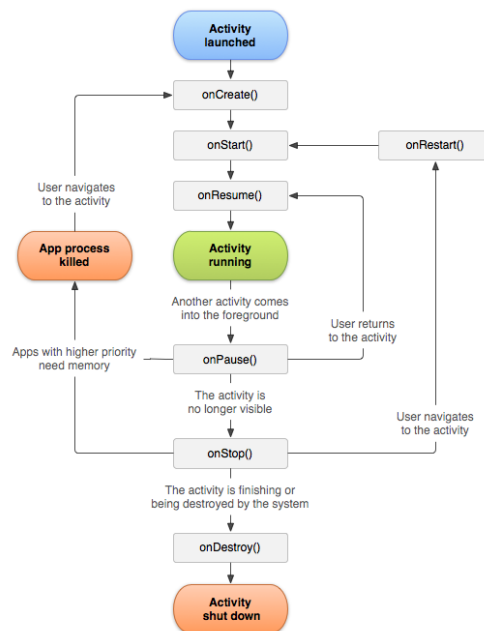 Activity
launched
onCreate()
onStart()
onRestart()
User navigates
to the activity
onResume()
App process
killed
Activity
running
Another activity comes
into the foreground
User returns
to the activity
Apps with higher priority
need memory
onPause()
The activity is
no longer visible
User navigates
to the activity
onStop()
The activity is finishing or
being destroyed by the system
onDestroy()
Activity
shut down